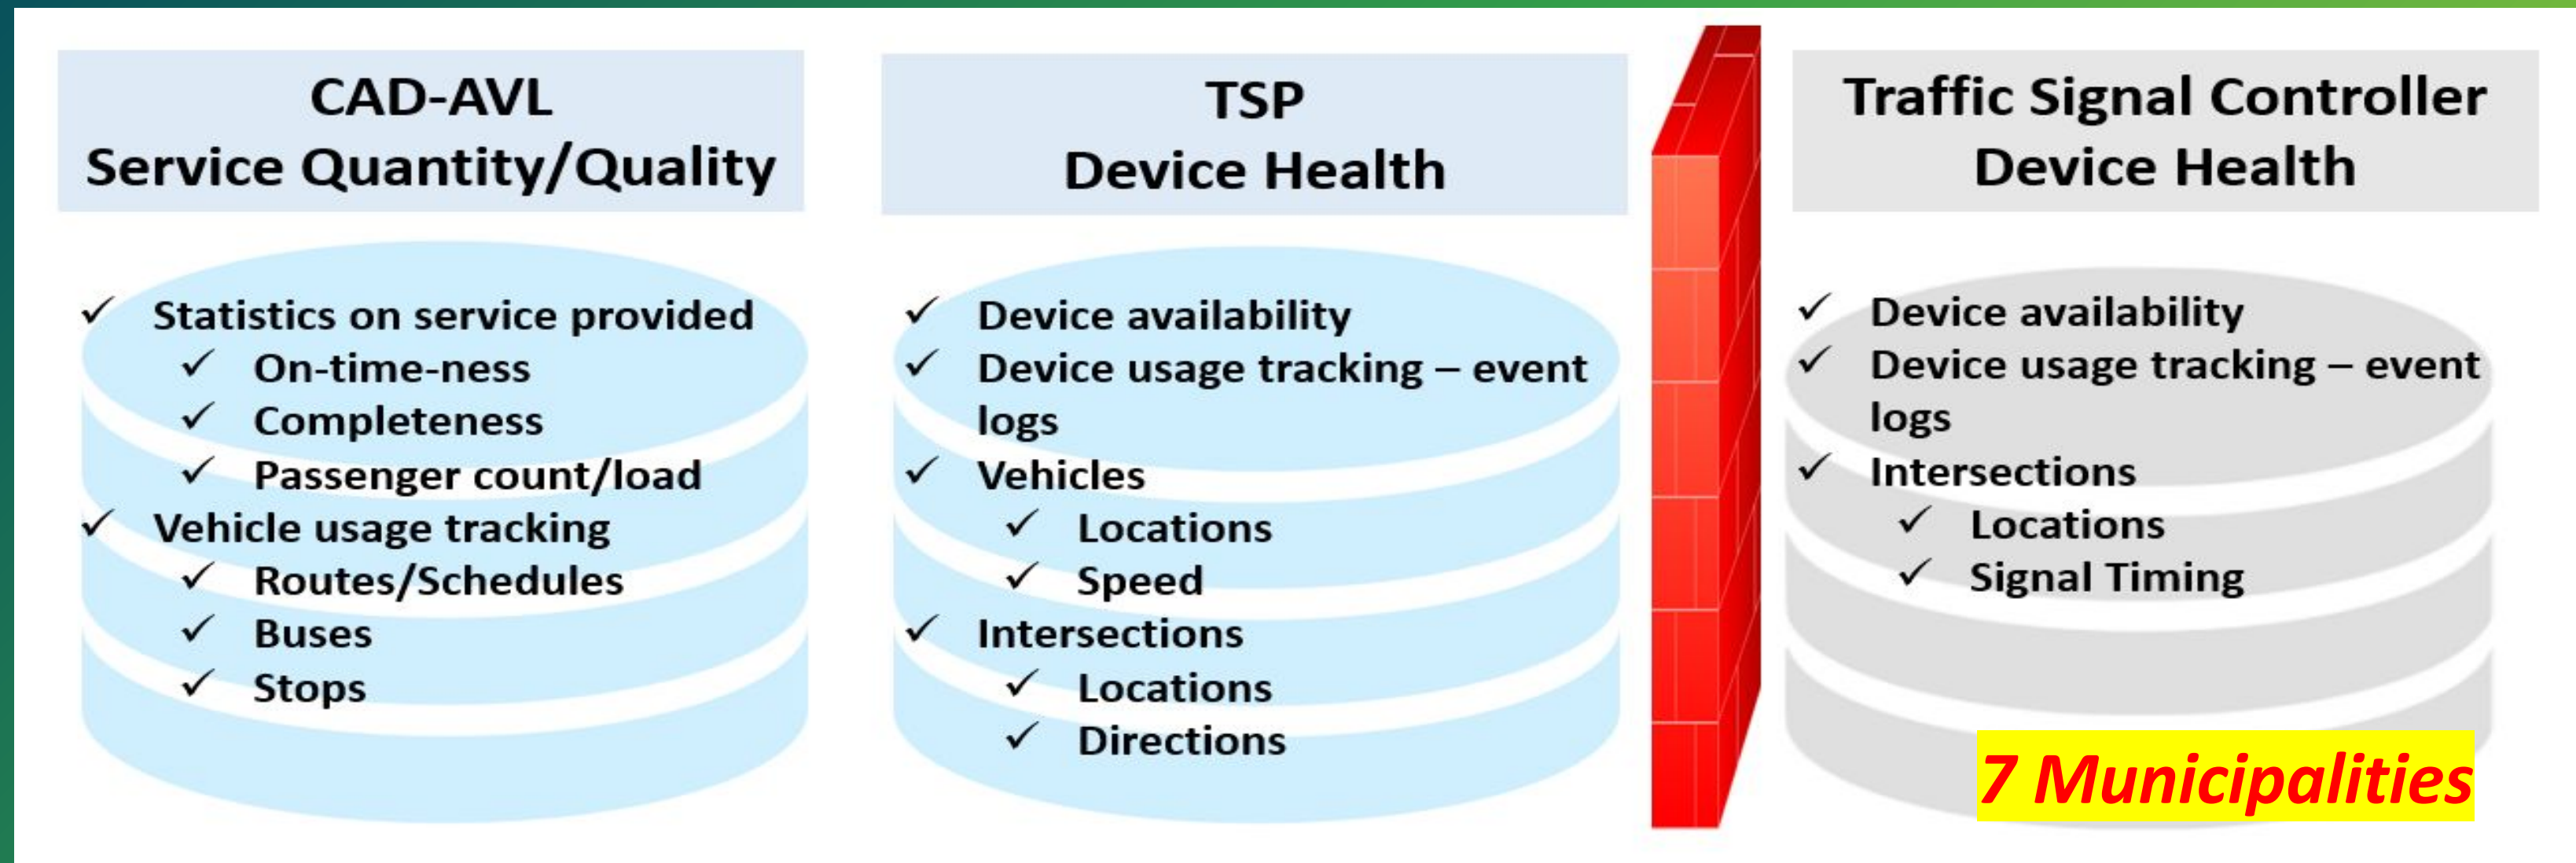 CAD-AVL
Service Quantity/Quality
✓ Statistics on service provided
✓ On-time-ness
✓ Completeness
✓ Passenger count/load
✓ Vehicle usage tracking
✓ Routes/Schedules
✓ Buses
✓ Stops
TSP
Device Health
✓ Device availability
✓ Device usage tracking – event
logs
✓ Vehicles
✓ Locations
✓ Speed
✓ Intersections
✓ Locations
✓ Directions
Traffic Signal Controller
Device Health
✓ Device availability
✓ Device usage tracking – event
logs
✓ Intersections
✓ Locations
✓ Signal Timing
7 Municipalities